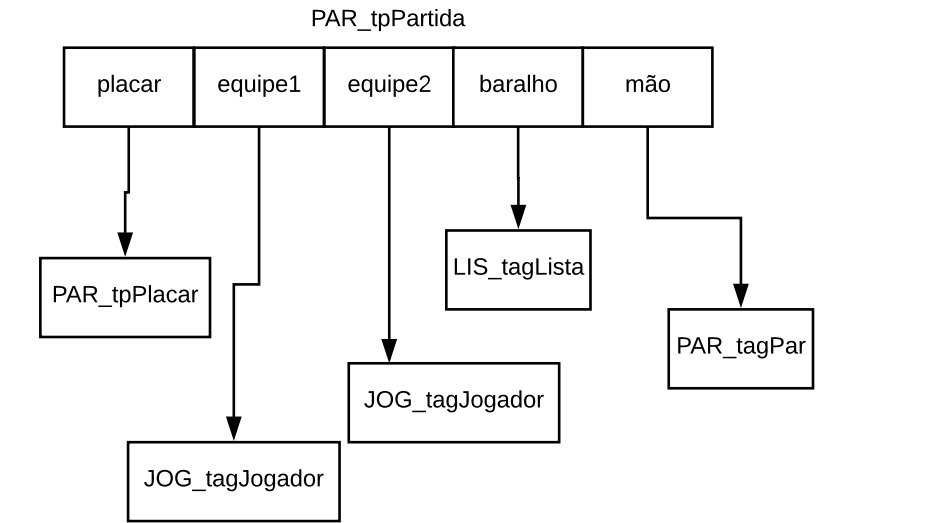 PAR_tpPartida
placar equipe1 equipe2 baralho mão
LIS_tagLista
PAR_tpPlacar
PAR_tagPar
JOG_tagJogador
JOG_tagJogador